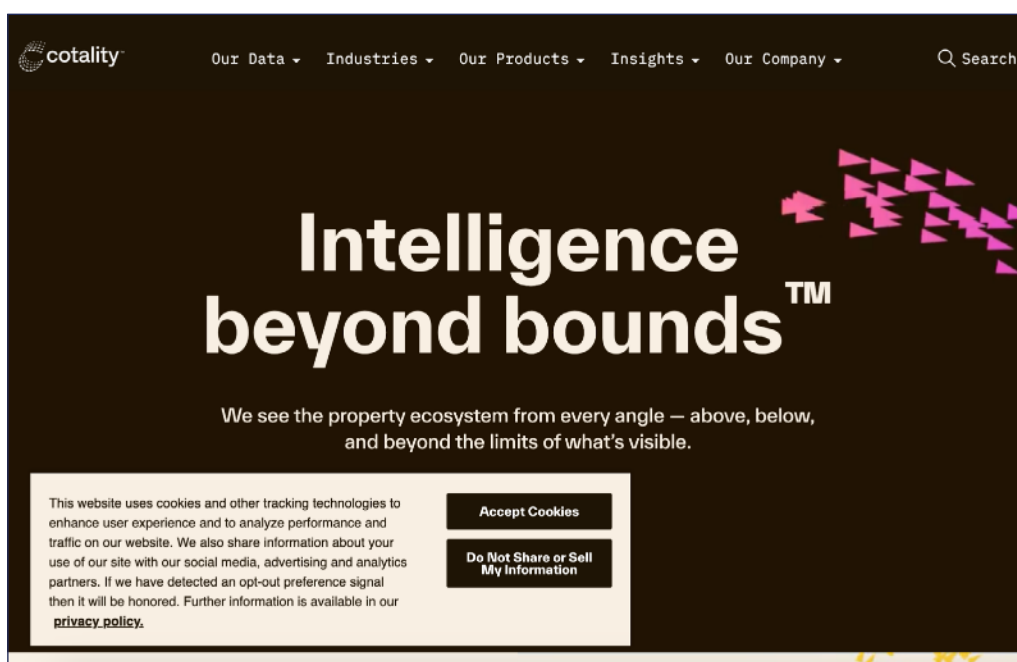 cotality™
Our Data
Industries
Our Products
Insights
Our Company
Search
Intelligence
beyond bounds™
We see the property ecosystem from every angle — above, below,
and beyond the limits of what's visible.
This website uses cookies and other tracking technologies to
enhance user experience and to analyze performance and
traffic on our website. We also share information about your
use of our site with our social media, advertising and analytics
partners. If we have detected an opt-out preference signal
then it will be honored. Further information is available in our
privacy policy.
Accept Cookies
Do Not Share or Sell
My Information